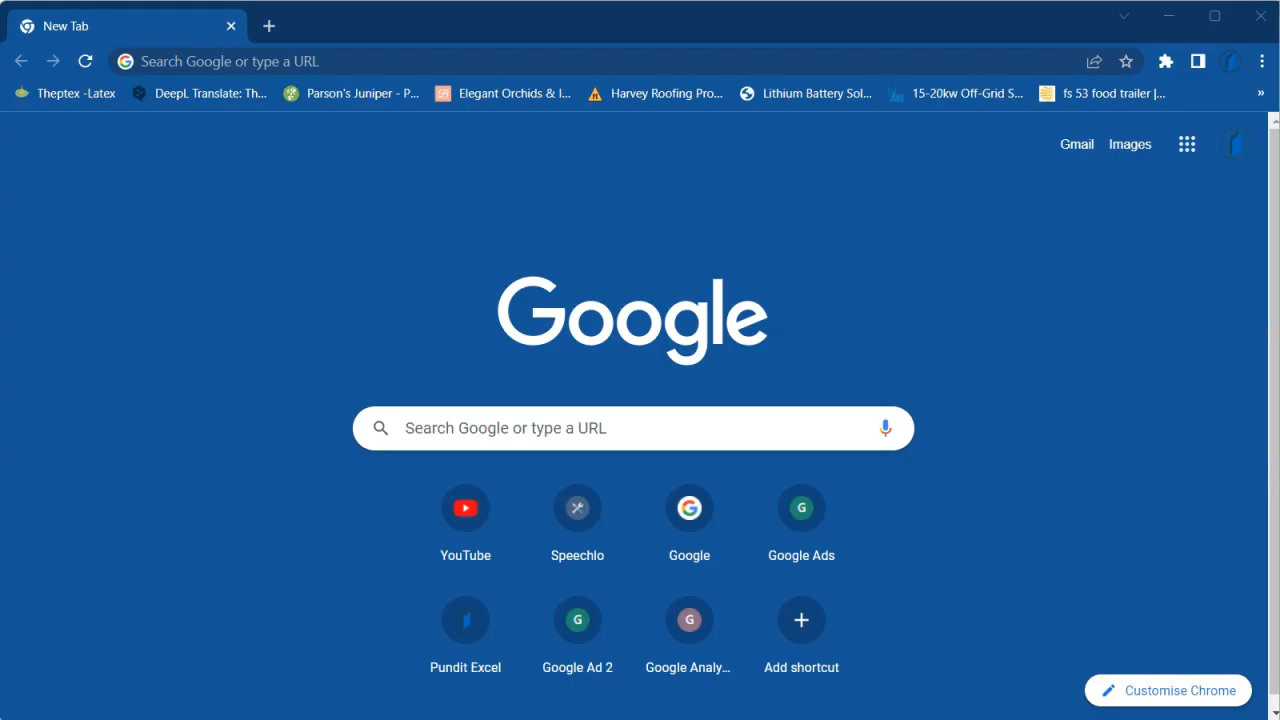 New Tab
Search Google or type a URL
Theptex -Latex DeepL Translate: Th... Parson's Juniper - P... Elegant Orchids & I... Harvey Roofing Pro... Lithium Battery Sol... 15-20kw Off-Grid S... fs 53 food trailer |... »
Gmail Images
Google
Search Google or type a URL
G
YouTube Speechlo Google Google Ads
G G
Pundit Excel Google Ad 2 Google Analy... Add shortcut
Customise Chrome